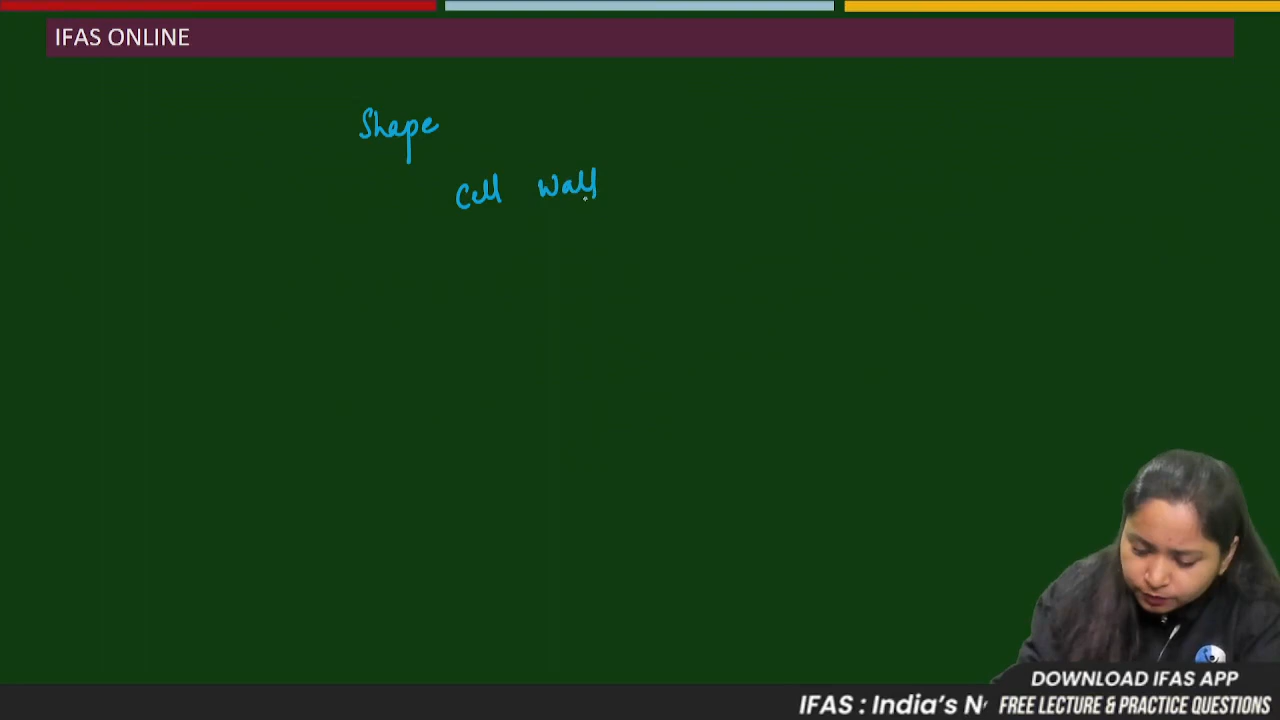 IFAS ONLINE
Shape
Cell Wall
DOWNLOAD IFAS APP
IFAS : India's N
FREE LECTURE & PRACTICE QUESTIONS